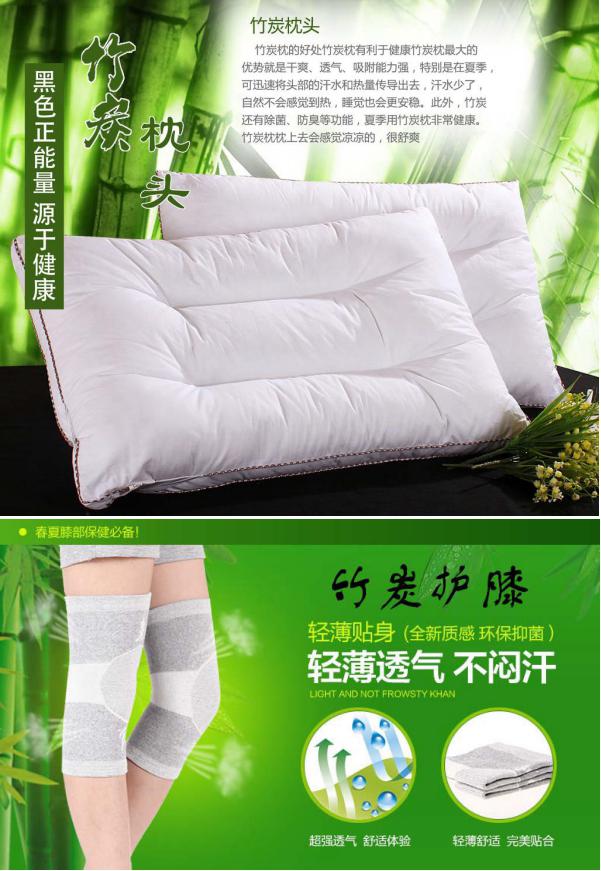 竹炭枕头
竹炭枕的好处竹炭枕有利于健康竹炭枕最大的
优势就是干爽、透气、吸附能力强，特别是在夏季，
可迅速将头部的汗水和热量传导出去，汗水少了，
自然不会感觉到热，睡觉也会更安稳。此外，竹炭
还有除菌、防臭等功能，夏季用竹炭枕非常健康。
竹炭枕枕上去会感觉凉凉的，很舒爽
竹炭枕头
黑色正能量 源于健康
春夏膝部保健必备!
竹炭护膝
轻薄贴身（全新质感 环保抑菌）
轻薄透气 不闷汗
LIGHT AND NOT FROWSTY KHAN
超强透气 舒适体验
轻薄舒适 完美贴合